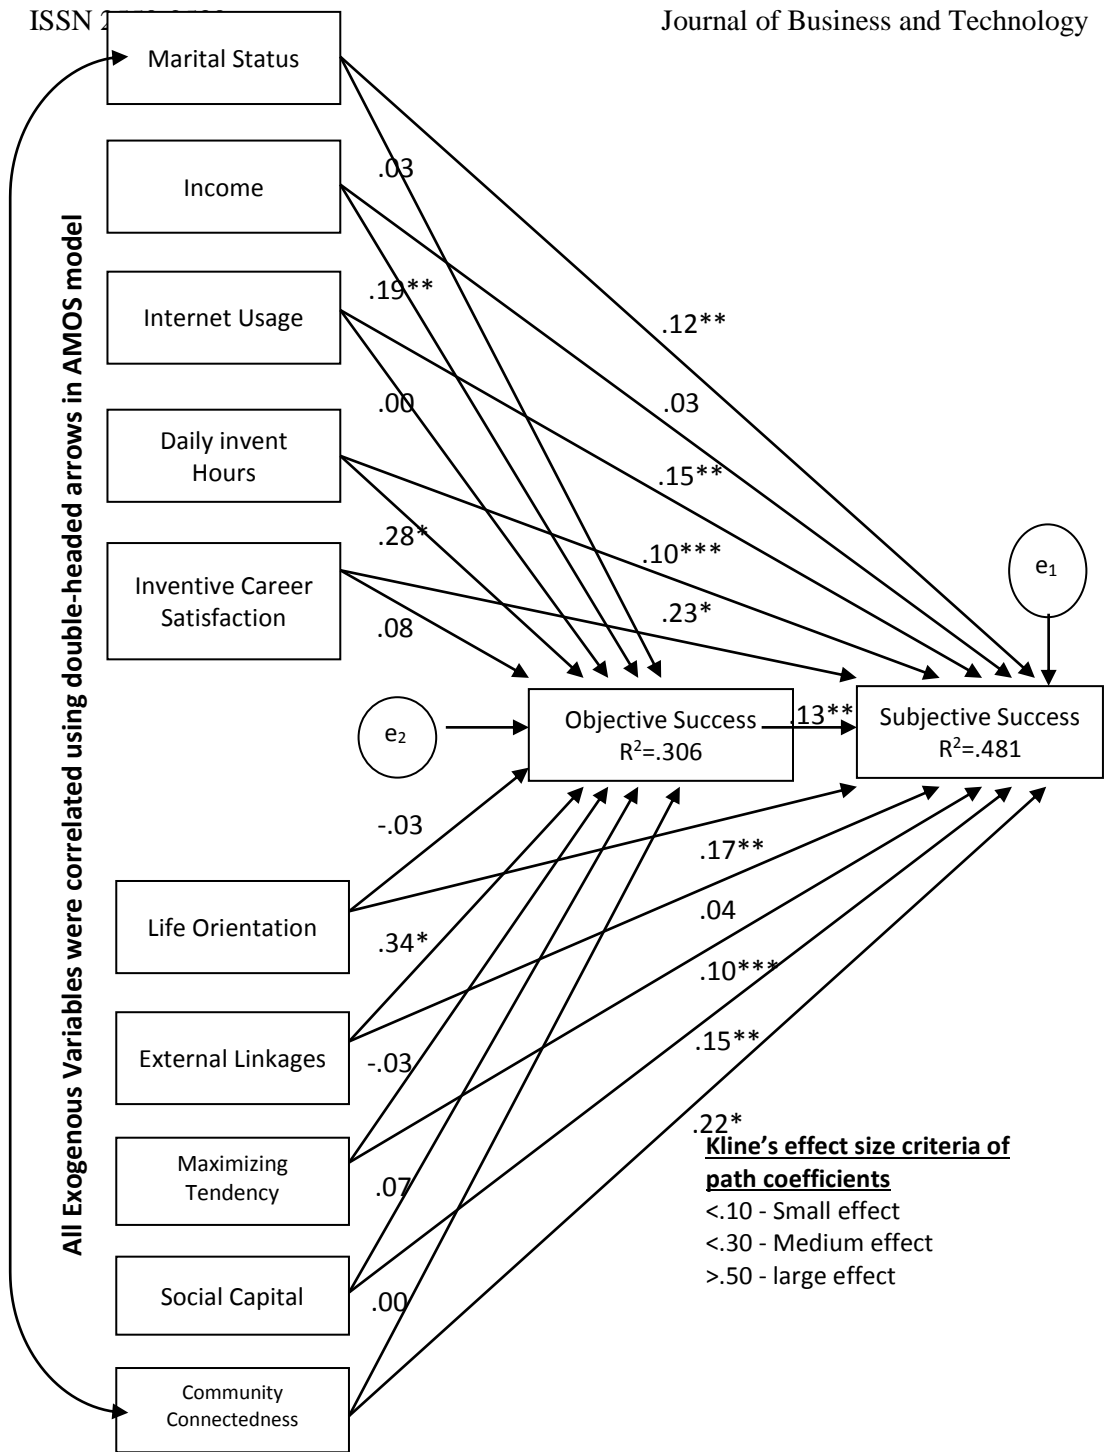 ISSN
Journal of Business and Technology
Marital Status
Income
Internet Usage
Daily invent
Hours
Inventive Career
Satisfaction
Life Orientation
External Linkages
Maximizing
Tendency
Social Capital
Community
Connectedness
All Exogenous Variables were correlated using double-headed arrows in AMOS model
.03
.19**
.00
.28*
.08
.12**
.03
.15**
.10***
.23*
e1
e2
Objective Success
R²=.306
.13**
Subjective Success
R²=.481
-.03
.34*
-.03
.07
.00
.17**
.04
.10***
.15**
.22*
Kline’s effect size criteria of
path coefficients
<.10 - Small effect
<.30 - Medium effect
>.50 - large effect